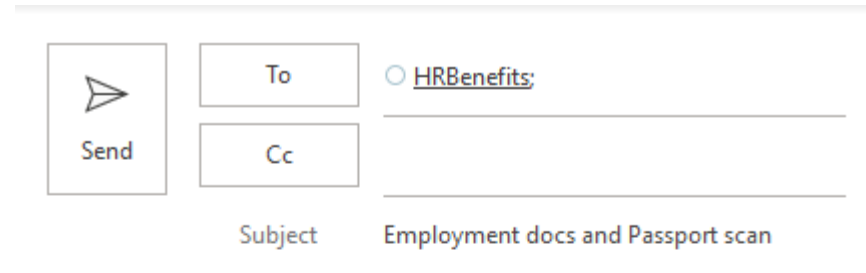 To
HRBenefits;
Send
Cc
Subject
Employment docs and Passport scan